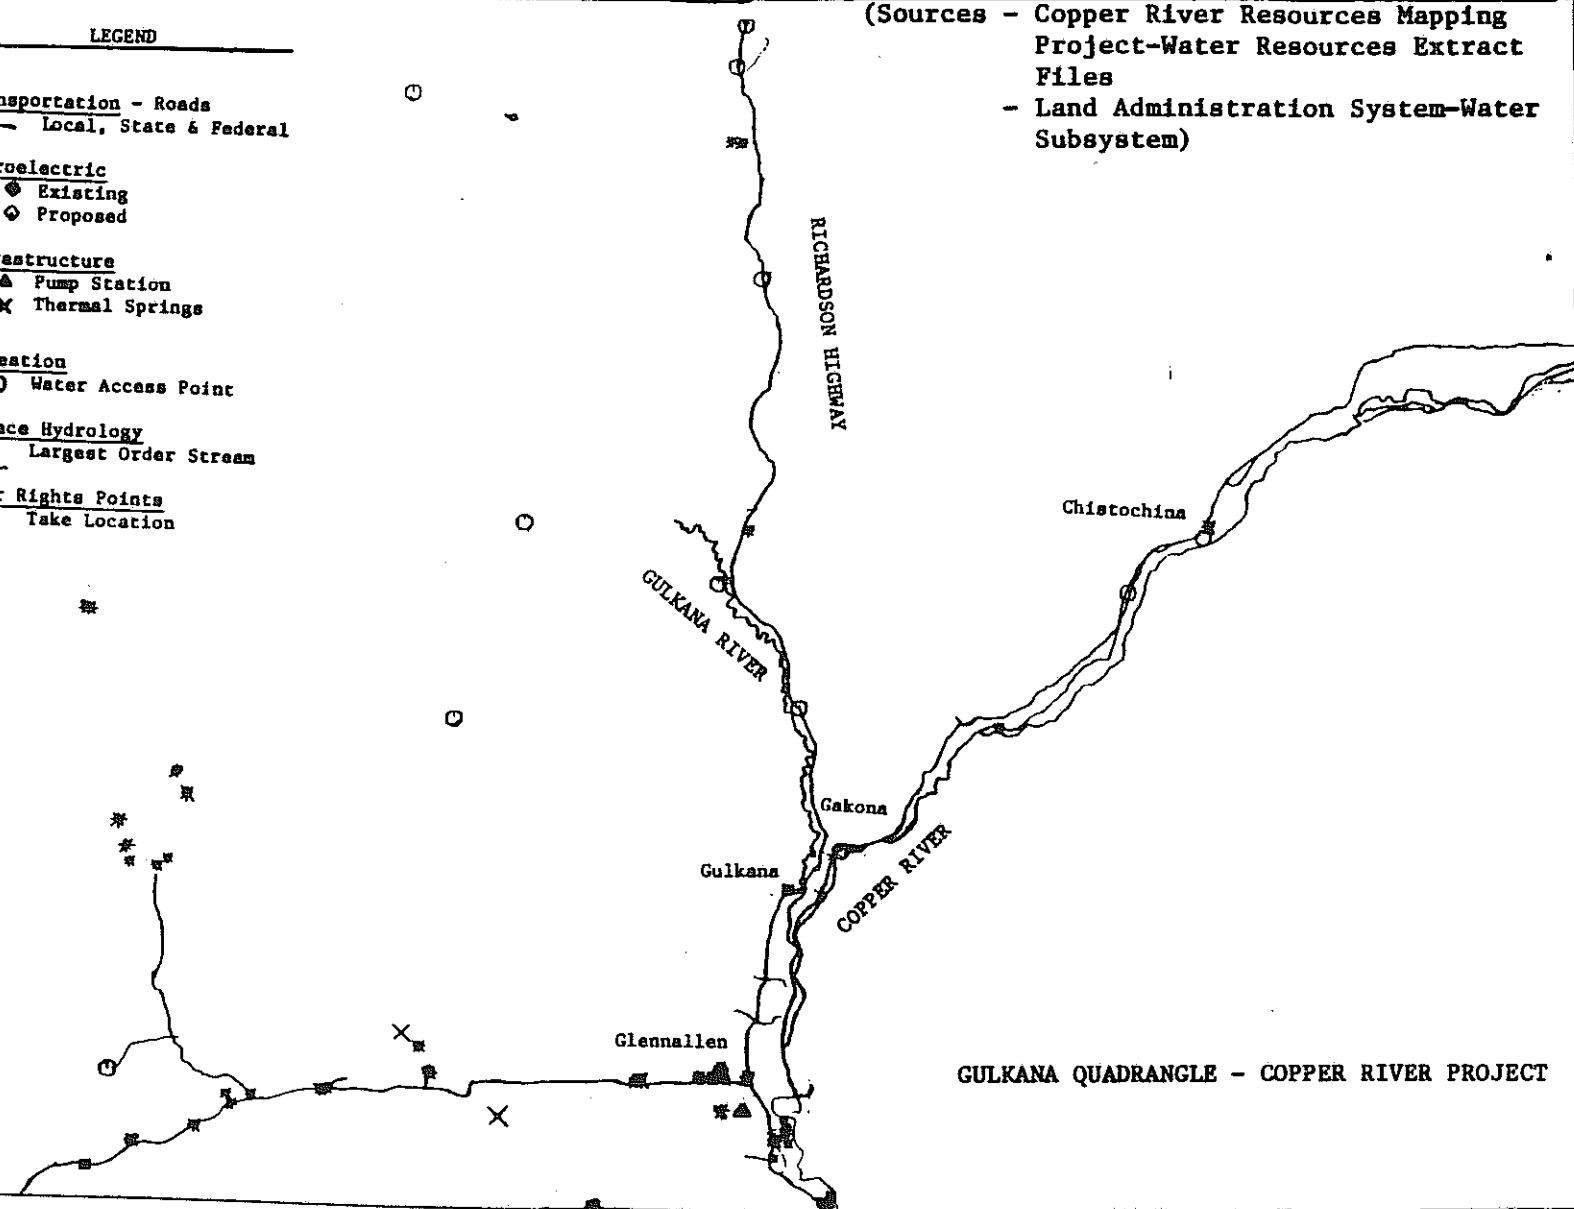 LEGEND
nsportation - Roads
Local, State & Federal
roelectric
Existing
Proposed
astructure
Pump Station
Thermal Springs
eation
Water Access Point
ace Hydrology
Largest Order Stream
r Rights Points
Take Location
(Sources - Copper River Resources Mapping
Project-Water Resources Extract
Files
- Land Administration System-Water
Subsystem)
RICHARDSON HIGHWAY
Chistochina
GULKANA RIVER
Gakona
Gulkana
COPPER RIVER
Glennallen
GULKANA QUADRANGLE - COPPER RIVER PROJECT